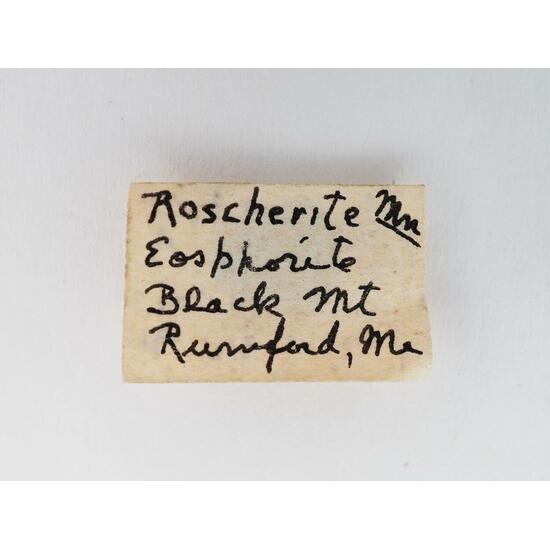 Roscherite Mn
Eosphorite
Black Mt
Rumford, Me